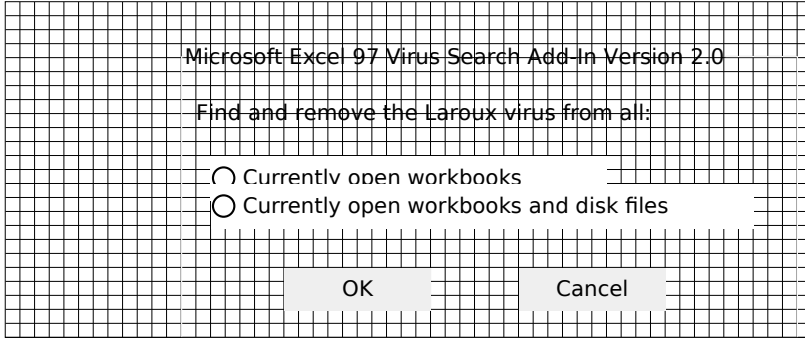 Microsoft Excel 97 Virus Search Add-In Version 2.0
Find and remove the Laroux virus from all:
Currently open workbooks
Currently open workbooks and disk files
OK Cancel